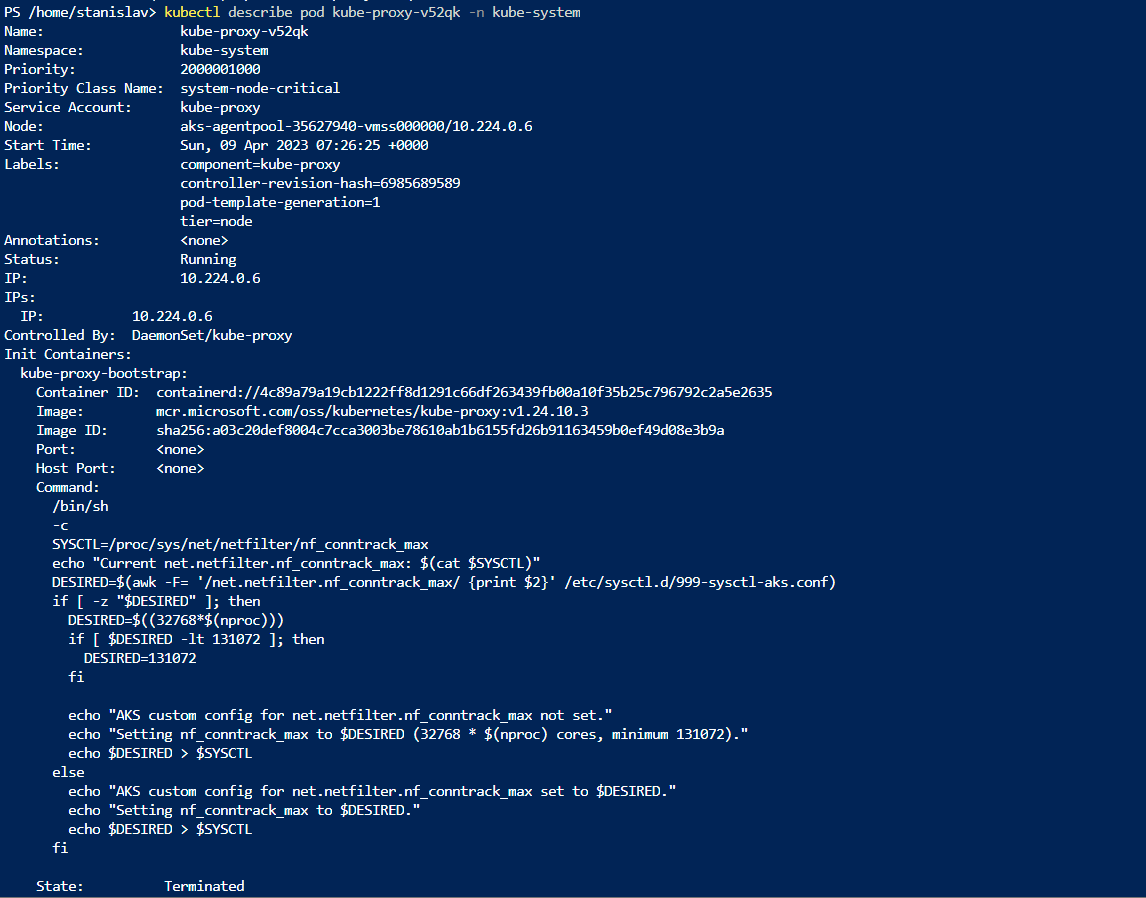 PS /home/stanislav> kubectl describe pod kube-proxy-v52qk -n kube-system
Name:                 kube-proxy-v52qk
Namespace:            kube-system
Priority:             2000001000
Priority Class Name:  system-node-critical
Service Account:      kube-proxy
Node:                 aks-agentpool-35627940-vmss000000/10.224.0.6
Start Time:           Sun, 09 Apr 2023 07:26:25 +0000
Labels:               component=kube-proxy
                      controller-revision-hash=6985689589
                      pod-template-generation=1
                      tier=node
Annotations:          <none>
Status:               Running
IP:                   10.224.0.6
IPs:
  IP:           10.224.0.6
Controlled By:  DaemonSet/kube-proxy
Init Containers:
  kube-proxy-bootstrap:
    Container ID:  containerd://4c89a79a19cb1222ff8d1291c66df263439fb00a10f35b25c796792c2a5e2635
    Image:         mcr.microsoft.com/oss/kubernetes/kube-proxy:v1.24.10.3
    Image ID:      sha256:a03c20def8004c7cca3003be78610ab1b6155fd26b91163459b0ef49d08e3b9a
    Port:          <none>
    Host Port:     <none>
    Command:
      /bin/sh
      -c
      SYSCTL=/proc/sys/net/netfilter/nf_conntrack_max
      echo "Current net.netfilter.nf_conntrack_max: $(cat $SYSCTL)"
      DESIRED=$(awk -F= '/net.netfilter.nf_conntrack_max/ {print $2}' /etc/sysctl.d/999-sysctl-aks.conf)
      if [ -z "$DESIRED" ]; then
        DESIRED=$((32768*$(nproc)))
        if [ $DESIRED -lt 131072 ]; then
          DESIRED=131072
        fi

        echo "AKS custom config for net.netfilter.nf_conntrack_max not set."
        echo "Setting nf_conntrack_max to $DESIRED (32768 * $(nproc) cores, minimum 131072)."
        echo $DESIRED > $SYSCTL
      else
        echo "AKS custom config for net.netfilter.nf_conntrack_max set to $DESIRED."
        echo "Setting nf_conntrack_max to $DESIRED."
        echo $DESIRED > $SYSCTL
      fi

    State:          Terminated